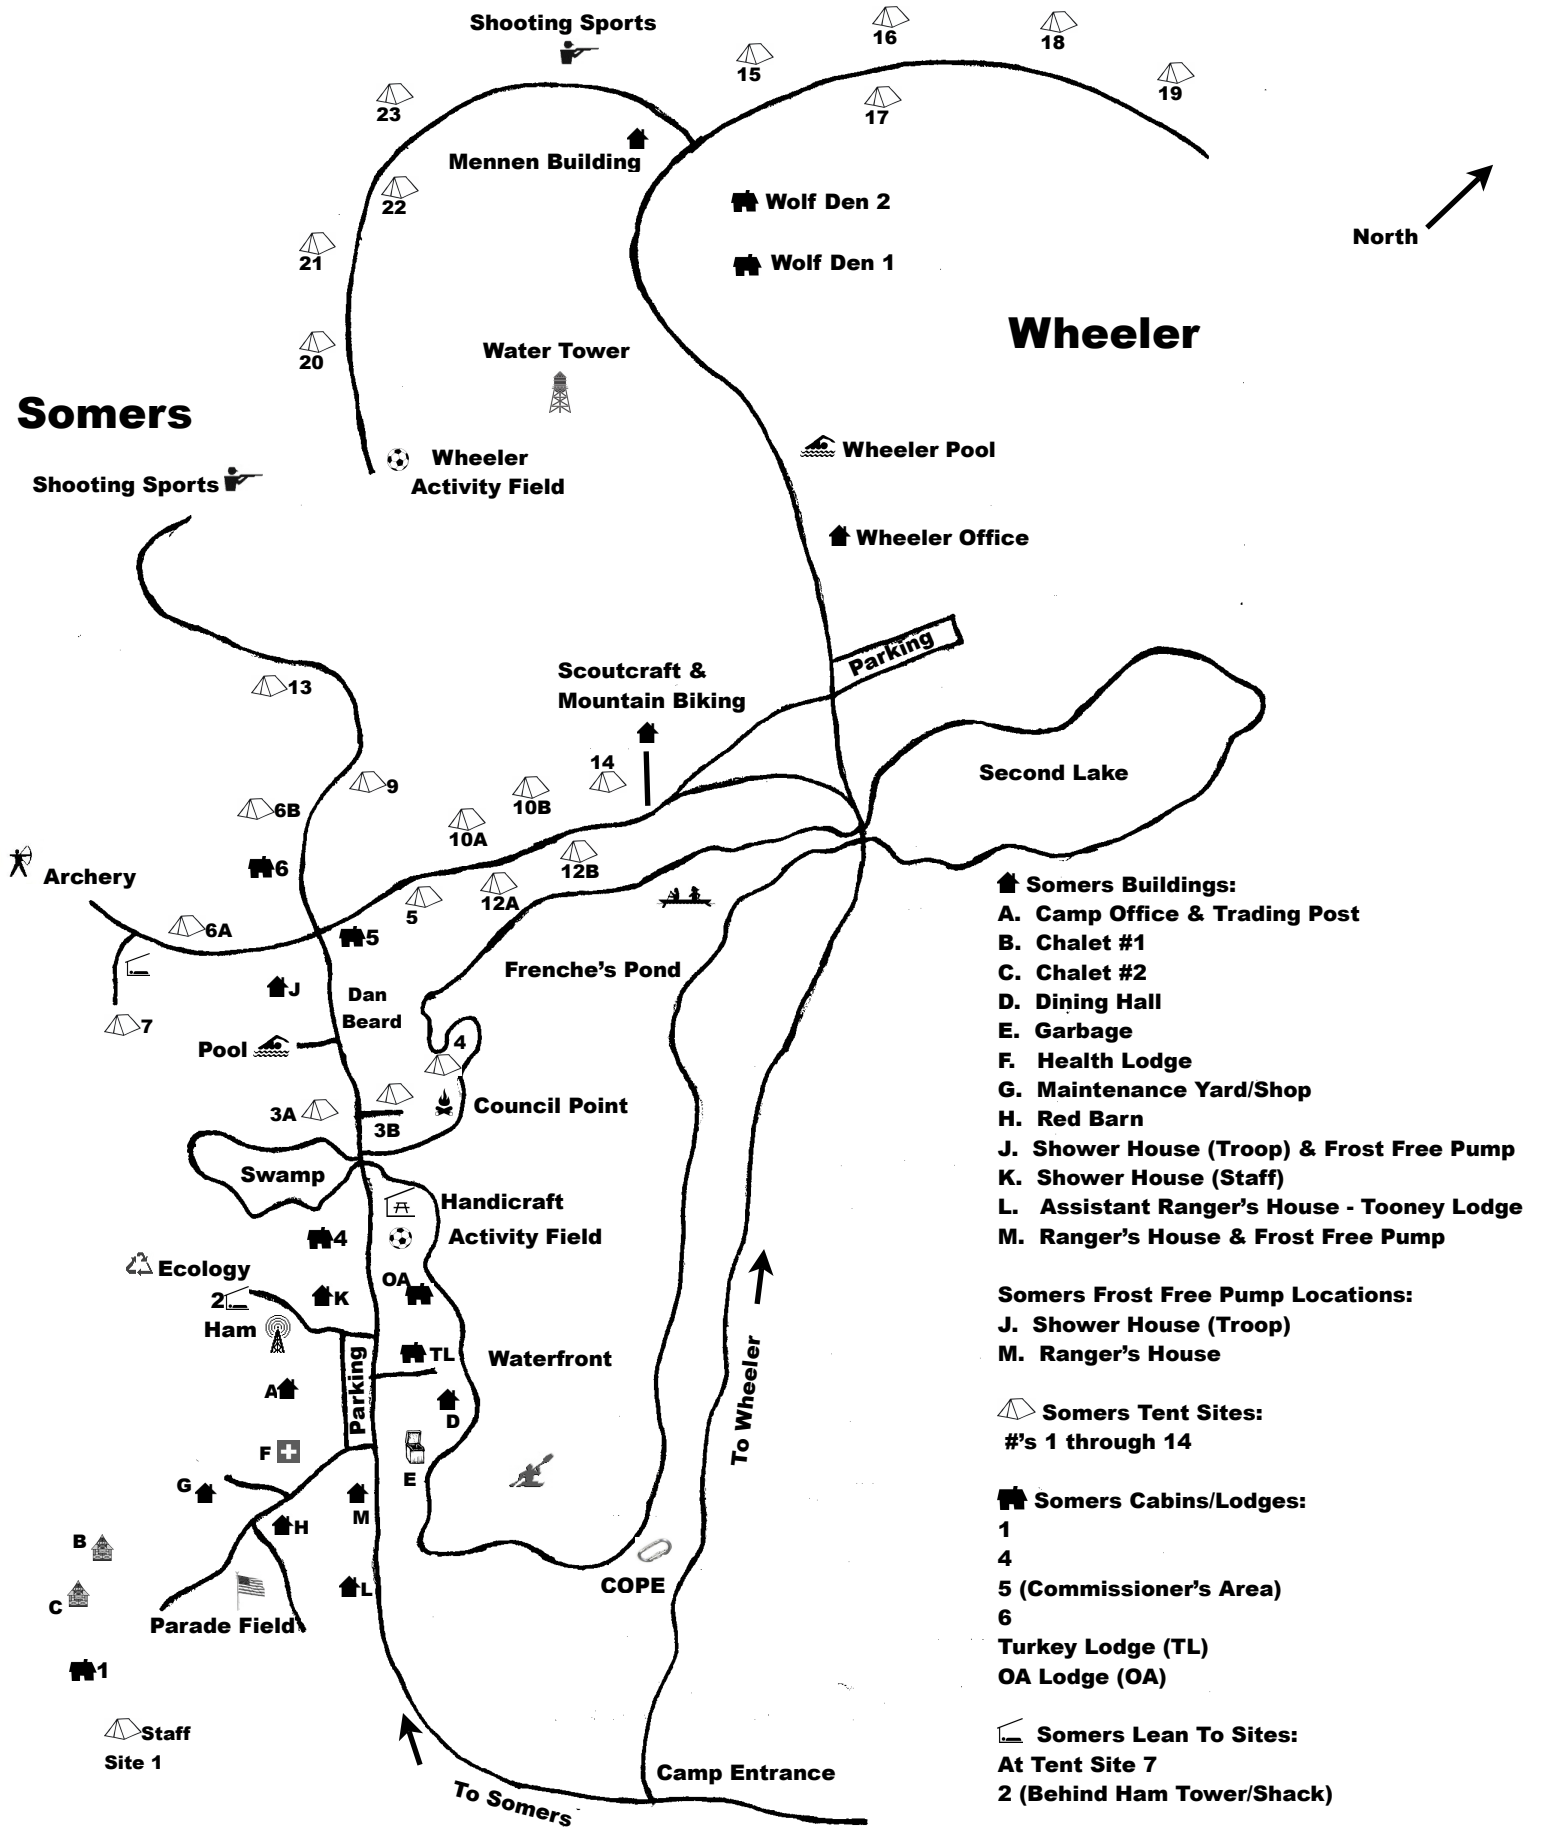 Shooting Sports
16
18
15
19
23
17
Mennen Building
22
Wolf Den 2
North
21
Wolf Den 1
Wheeler
20
Water Tower
Somers
Wheeler
Activity Field
Wheeler Pool
Shooting Sports
Wheeler Office
Parking
Scoutcraft &
Mountain Biking
13
14
Second Lake
9
10B
6B
10A
6
12B
Archery
5
12A
6A
5
Frenche's Pond
J
Dan
Beard
7
Pool
4
3A
Council Point
3B
Swamp
Handicraft
4
Activity Field
Ecology
OA
2
K
Ham
TL
Waterfront
Parking
A
D
To Wheeler
F
E
G
M
H
B
COPE
L
C
Parade Field
1
Staff
Site 1
Camp Entrance
To Somers
Somers Buildings:
A. Camp Office & Trading Post
B. Chalet #1
C. Chalet #2
D. Dining Hall
E. Garbage
F. Health Lodge
G. Maintenance Yard/Shop
H. Red Barn
J. Shower House (Troop) & Frost Free Pump
K. Shower House (Staff)
L. Assistant Ranger's House - Tooney Lodge
M. Ranger's House & Frost Free Pump
Somers Frost Free Pump Locations:
J. Shower House (Troop)
M. Ranger's House
Somers Tent Sites:
#'s 1 through 14
Somers Cabins/Lodges:
1
4
5 (Commissioner's Area)
6
Turkey Lodge (TL)
OA Lodge (OA)
Somers Lean To Sites:
At Tent Site 7
2 (Behind Ham Tower/Shack)